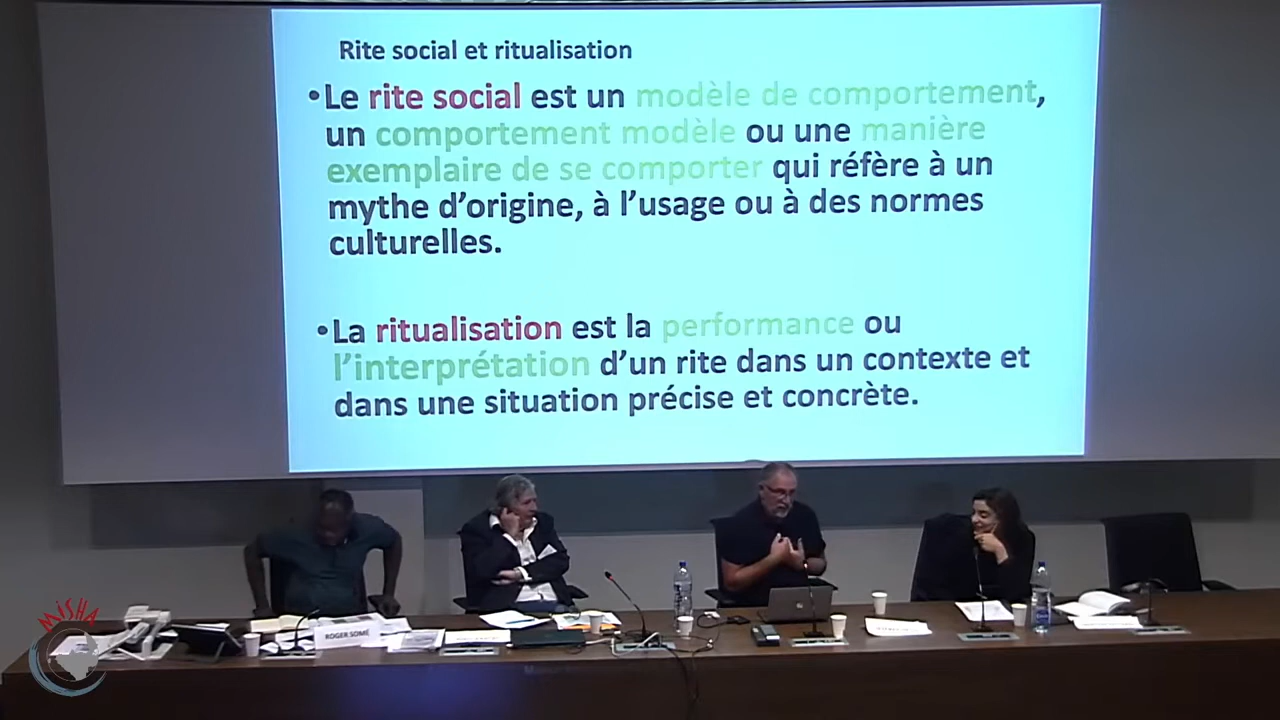 Rite social et ritualisation
•Le rite social est un modèle de comportement,
un comportement modèle ou une manière
exemplaire de se comporter qui réfère à un
mythe d’origine, à l’usage ou à des normes
culturelles.
•La ritualisation est la performance ou
l’interprétation d’un rite dans un contexte et
dans une situation précise et concrète.
ROGER SOMÉ
MiSHA